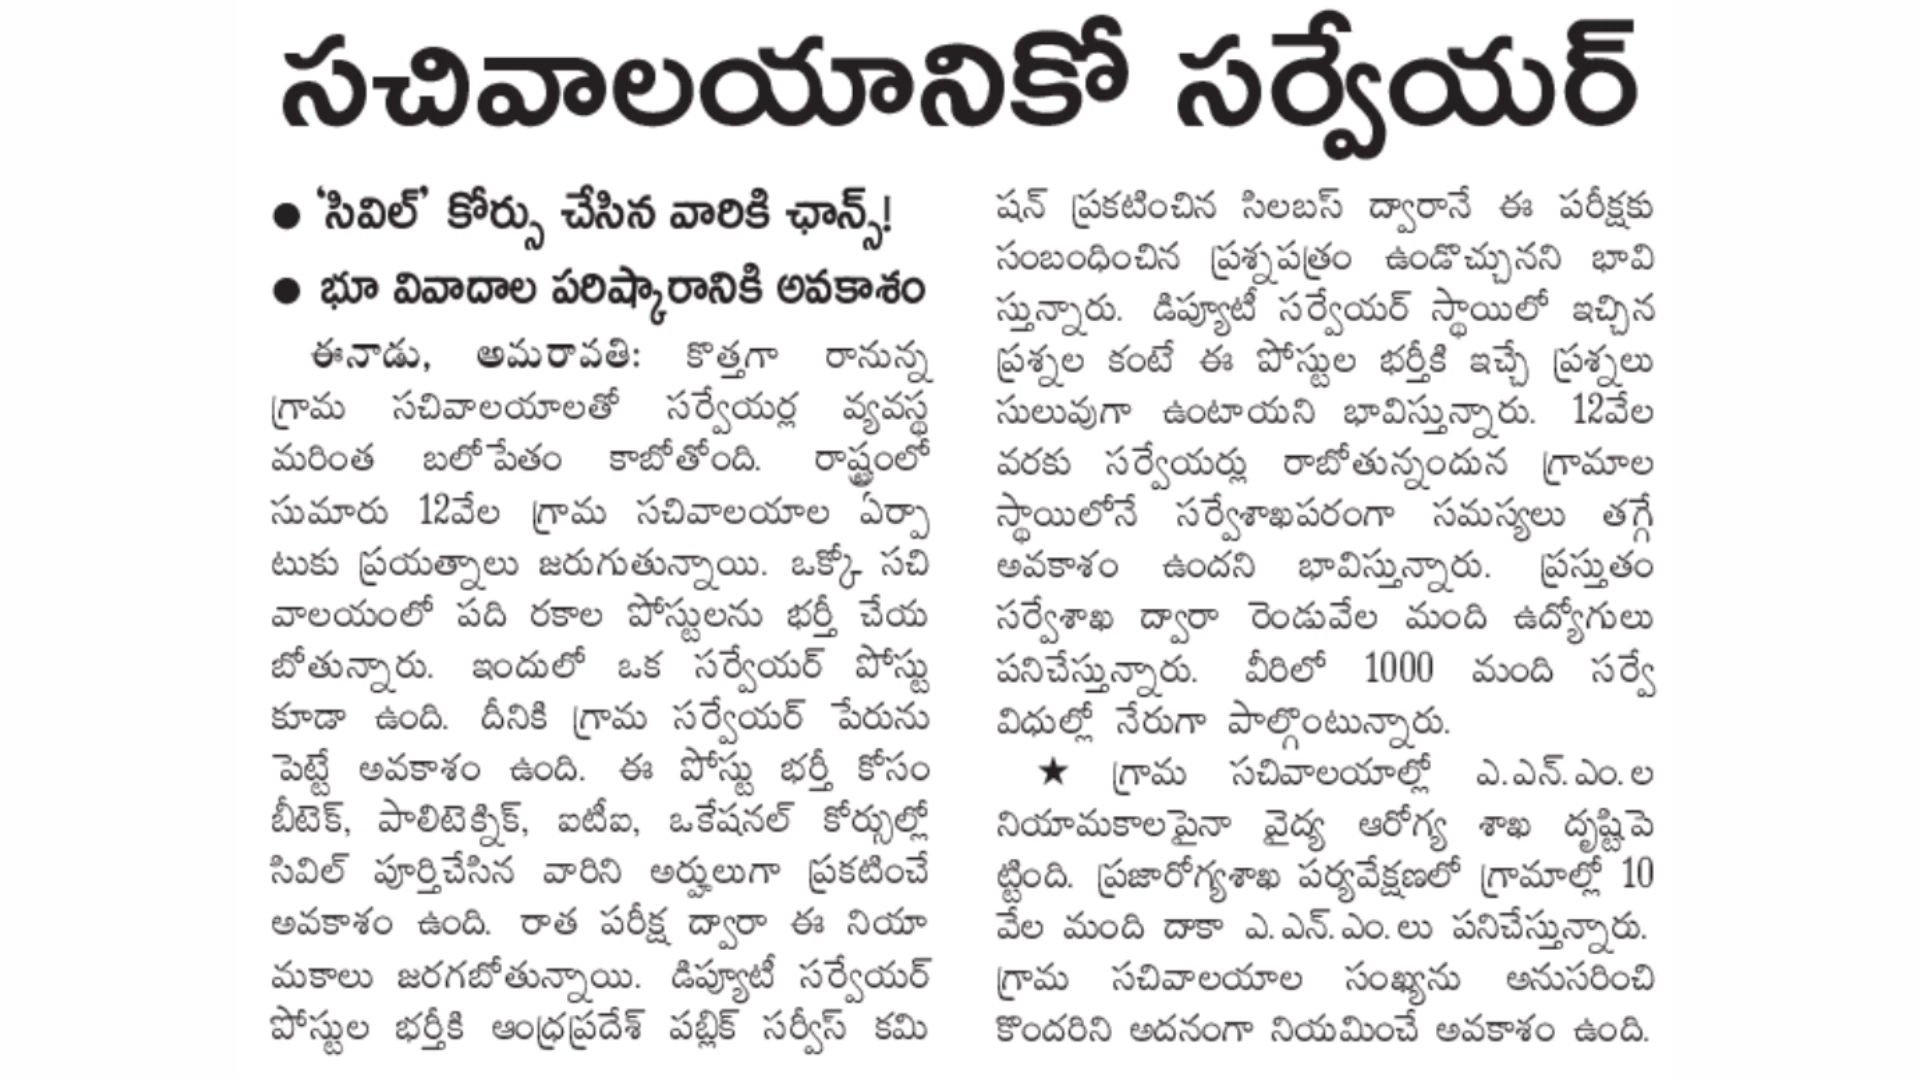 సచివాలయానికో సర్వేయర్
● ‘సివిల్’ కోర్సు చేసిన వారికి ఛాన్స్!
● భూ వివాదాల పరిష్కారానికి అవకాశం
ఈనాడు, అమరావతి: కొత్తగా రానున్న
గ్రామ సచివాలయాలతో సర్వేయర్ల వ్యవస్థ
మరింత బలోపేతం కాబోతోంది. రాష్ట్రంలో
సుమారు 12వేల గ్రామ సచివాలయాల ఏర్పా
టుకు ప్రయత్నాలు జరుగుతున్నాయి. ఒక్కో సచి
వాలయంలో పది రకాల పోస్టులను భర్తీ చేయ
బోతున్నారు. ఇందులో ఒక సర్వేయర్ పోస్టు
కూడా ఉంది. దీనికి గ్రామ సర్వేయర్ పేరును
పెట్టే అవకాశం ఉంది. ఈ పోస్టు భర్తీ కోసం
బీటెక్, పాలిటెక్నిక్, ఐటీఐ, ఒకేషనల్ కోర్సుల్లో
సివిల్ పూర్తిచేసిన వారిని అర్హులుగా ప్రకటించే
అవకాశం ఉంది. రాత పరీక్ష ద్వారా ఈ నియా
మకాలు జరగబోతున్నాయి. డిప్యూటీ సర్వేయర్
పోస్టుల భర్తీకి ఆంధ్రప్రదేశ్ పబ్లిక్ సర్వీస్ కమి
షన్ ప్రకటించిన సిలబస్ ద్వారానే ఈ పరీక్షకు
సంబంధించిన ప్రశ్నపత్రం ఉండొచ్చునని భావి
స్తున్నారు. డిప్యూటీ సర్వేయర్ స్థాయిలో ఇచ్చిన
ప్రశ్నల కంటే ఈ పోస్టుల భర్తీకి ఇచ్చే ప్రశ్నలు
సులువుగా ఉంటాయని భావిస్తున్నారు. 12వేల
వరకు సర్వేయర్లు రాబోతున్నందున గ్రామాల
స్థాయిలోనే సర్వేశాఖపరంగా సమస్యలు తగ్గే
అవకాశం ఉందని భావిస్తున్నారు. ప్రస్తుతం
సర్వేశాఖ ద్వారా రెండువేల మంది ఉద్యోగులు
పనిచేస్తున్నారు. వీరిలో 1000 మంది సర్వే
విధుల్లో నేరుగా పాల్గొంటున్నారు.
★ గ్రామ సచివాలయాల్లో ఎ.ఎన్.ఎం.ల
నియామకాలపైనా వైద్య ఆరోగ్య శాఖ దృష్టిపె
ట్టింది. ప్రజారోగ్యశాఖ పర్యవేక్షణలో గ్రామాల్లో 10
వేల మంది దాకా ఎ.ఎన్.ఎం.లు పనిచేస్తున్నారు.
గ్రామ సచివాలయాల సంఖ్యను అనుసరించి
కొందరిని అదనంగా నియమించే అవకాశం ఉంది.